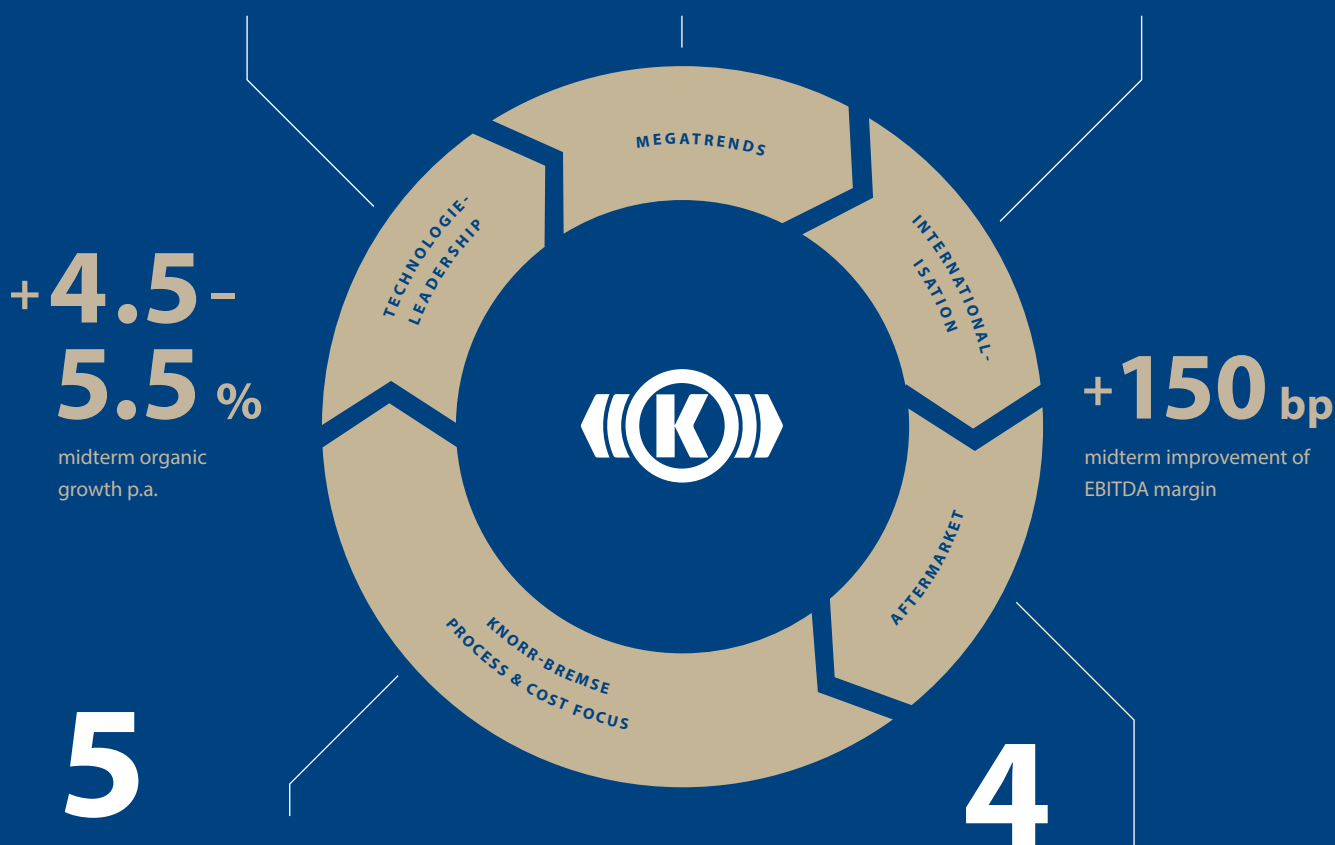 MEGATRENDS
TECHNOLOGIE-
LEADERSHIP
INTERNATIONAL-
ISATION
+4.5–
5.5 %
midterm organic
growth p.a.
K
+150 bp
midterm improvement of
EBITDA margin
AFTERMARKET
KNORR-BREMSE
PROCESS & COST FOCUS
5
4